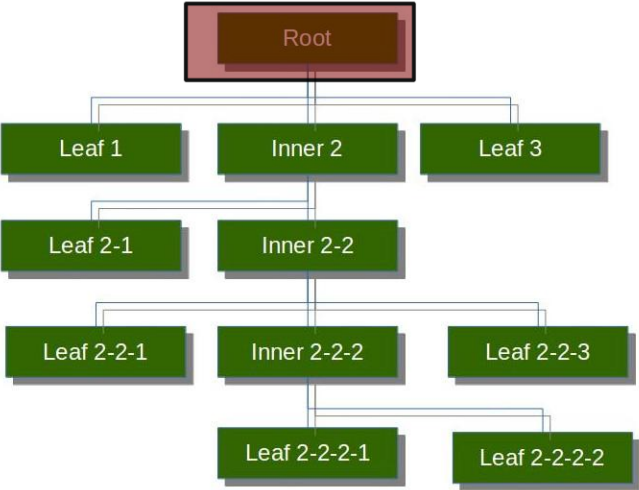 Root
Leaf 1
Inner 2
Leaf 3
Leaf 2-1
Inner 2-2
Leaf 2-2-1
Inner 2-2-2
Leaf 2-2-3
Leaf 2-2-2-1
Leaf 2-2-2-2